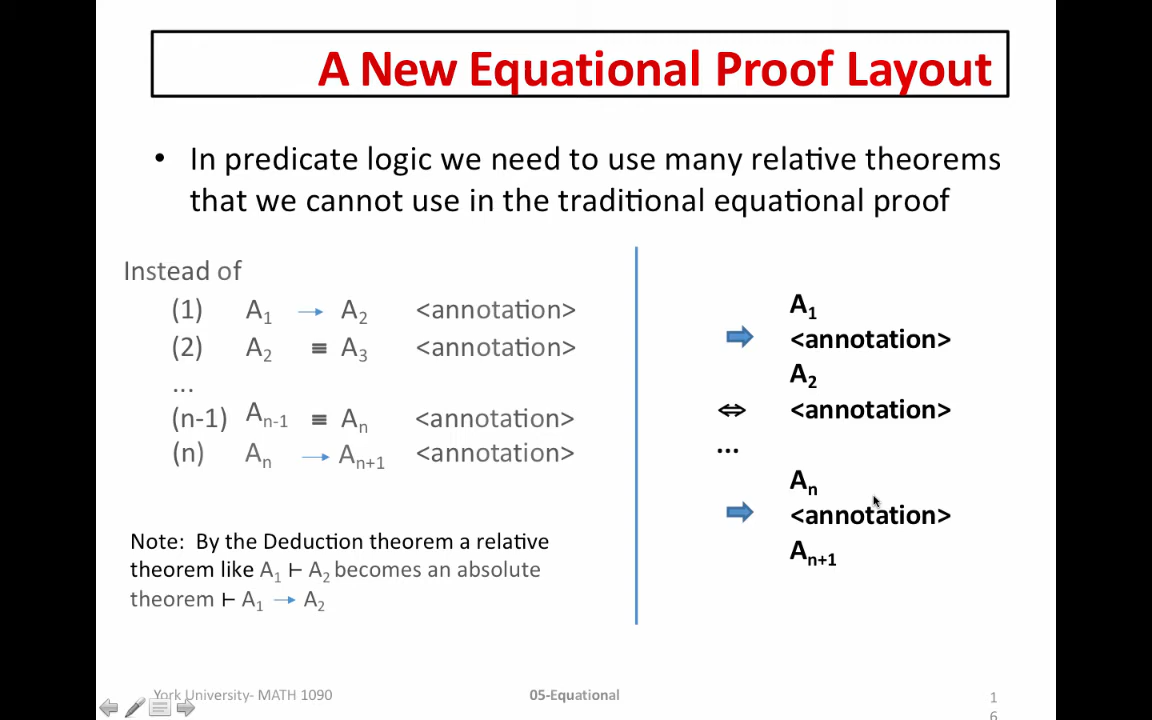 A New Equational Proof Layout
• In predicate logic we need to use many relative theorems
that we cannot use in the traditional equational proof
Instead of
(1) A1 → A2 <annotation>
(2) A2 ≡ A3 <annotation>
...
(n-1) An-1 ≡ An <annotation>
(n) An → An+1 <annotation>
Note: By the Deduction theorem a relative
theorem like A1 ⊢ A2 becomes an absolute
theorem ⊢ A1 → A2
A1
⇨ <annotation>
A2
⇔ <annotation>
...
An
⇨ <annotation>
An+1
York University- MATH 1090
05-Equational
1
6